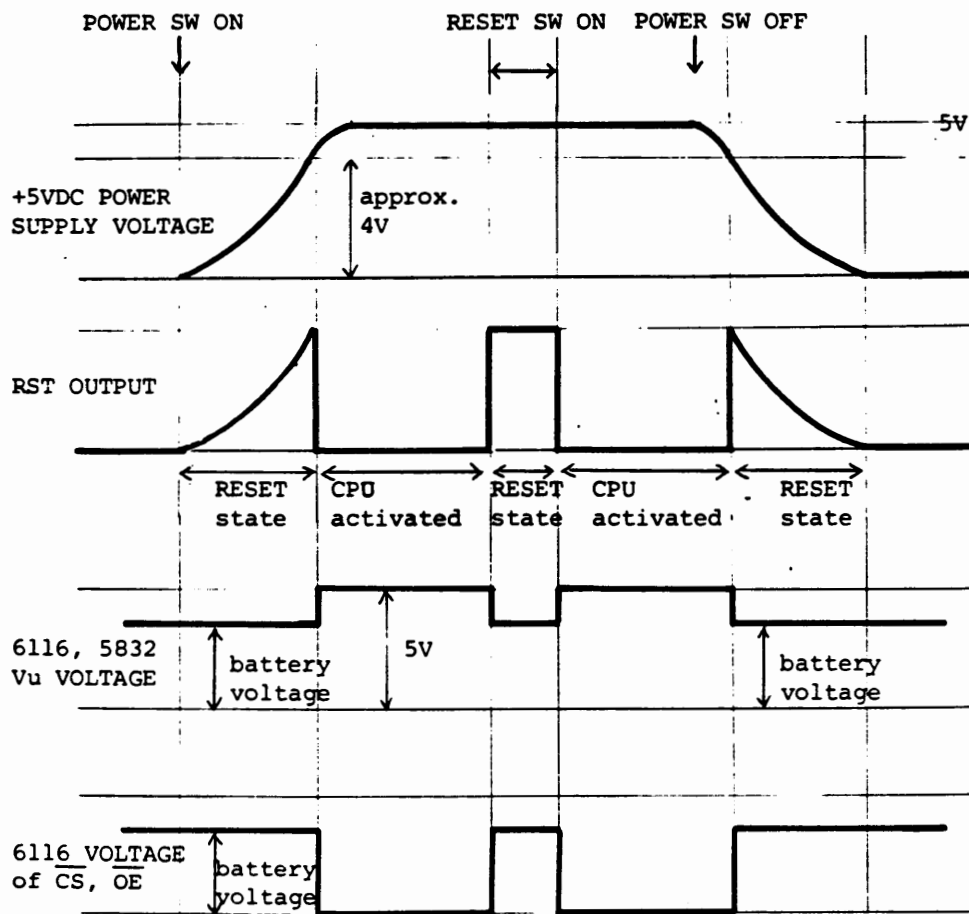 POWER SW ON
RESET SW ON
POWER SW OFF
5V
+5VDC POWER
SUPPLY VOLTAGE
approx.
4V
RST OUTPUT
RESET
state
CPU
activated
RESET
state
CPU
activated
RESET
state
6116, 5832
Vu VOLTAGE
battery
voltage
5V
battery
voltage
6116 VOLTAGE
of C̅S̅, O̅E̅
battery
voltage